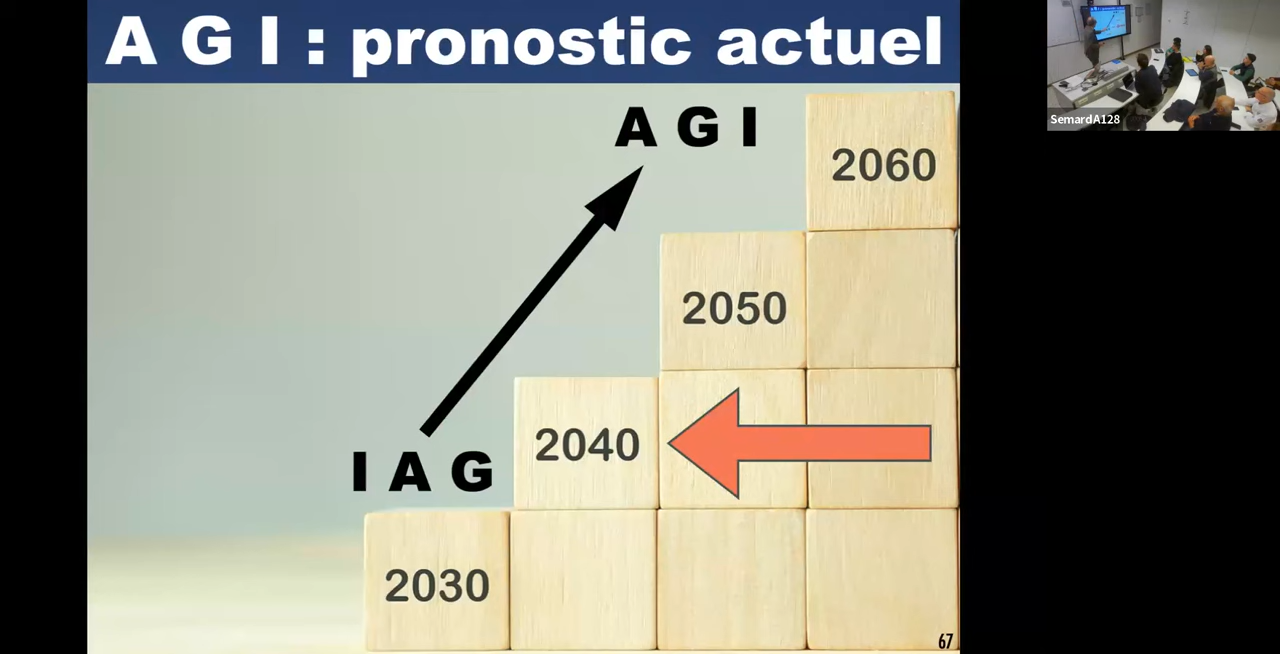 A G I : pronostic actuel
A G I
2060
2050
2040
I A G
2030
67
SemardA128